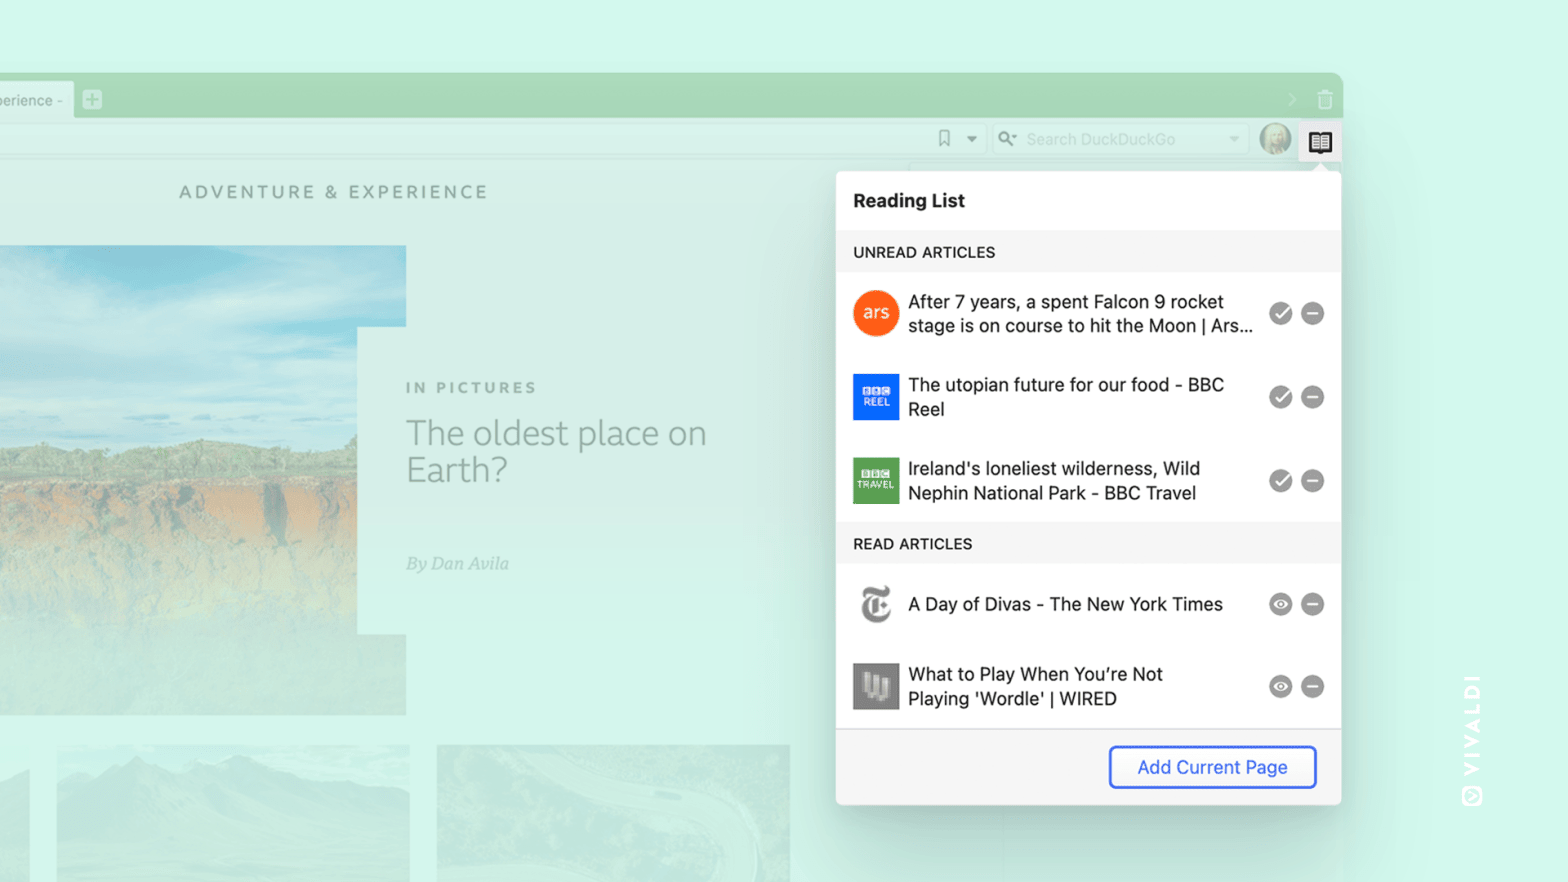 perience -
Search DuckDuckGo
ADVENTURE & EXPERIENCE
IN PICTURES
The oldest place on
Earth?
By Dan Avila
Reading List
UNREAD ARTICLES
ars
After 7 years, a spent Falcon 9 rocket
stage is on course to hit the Moon | Ars...
BBC
REEL
The utopian future for our food - BBC
Reel
BBC
TRAVEL
Ireland's loneliest wilderness, Wild
Nephin National Park - BBC Travel
READ ARTICLES
A Day of Divas - The New York Times
What to Play When You’re Not
Playing 'Wordle' | WIRED
Add Current Page
VIVALDI